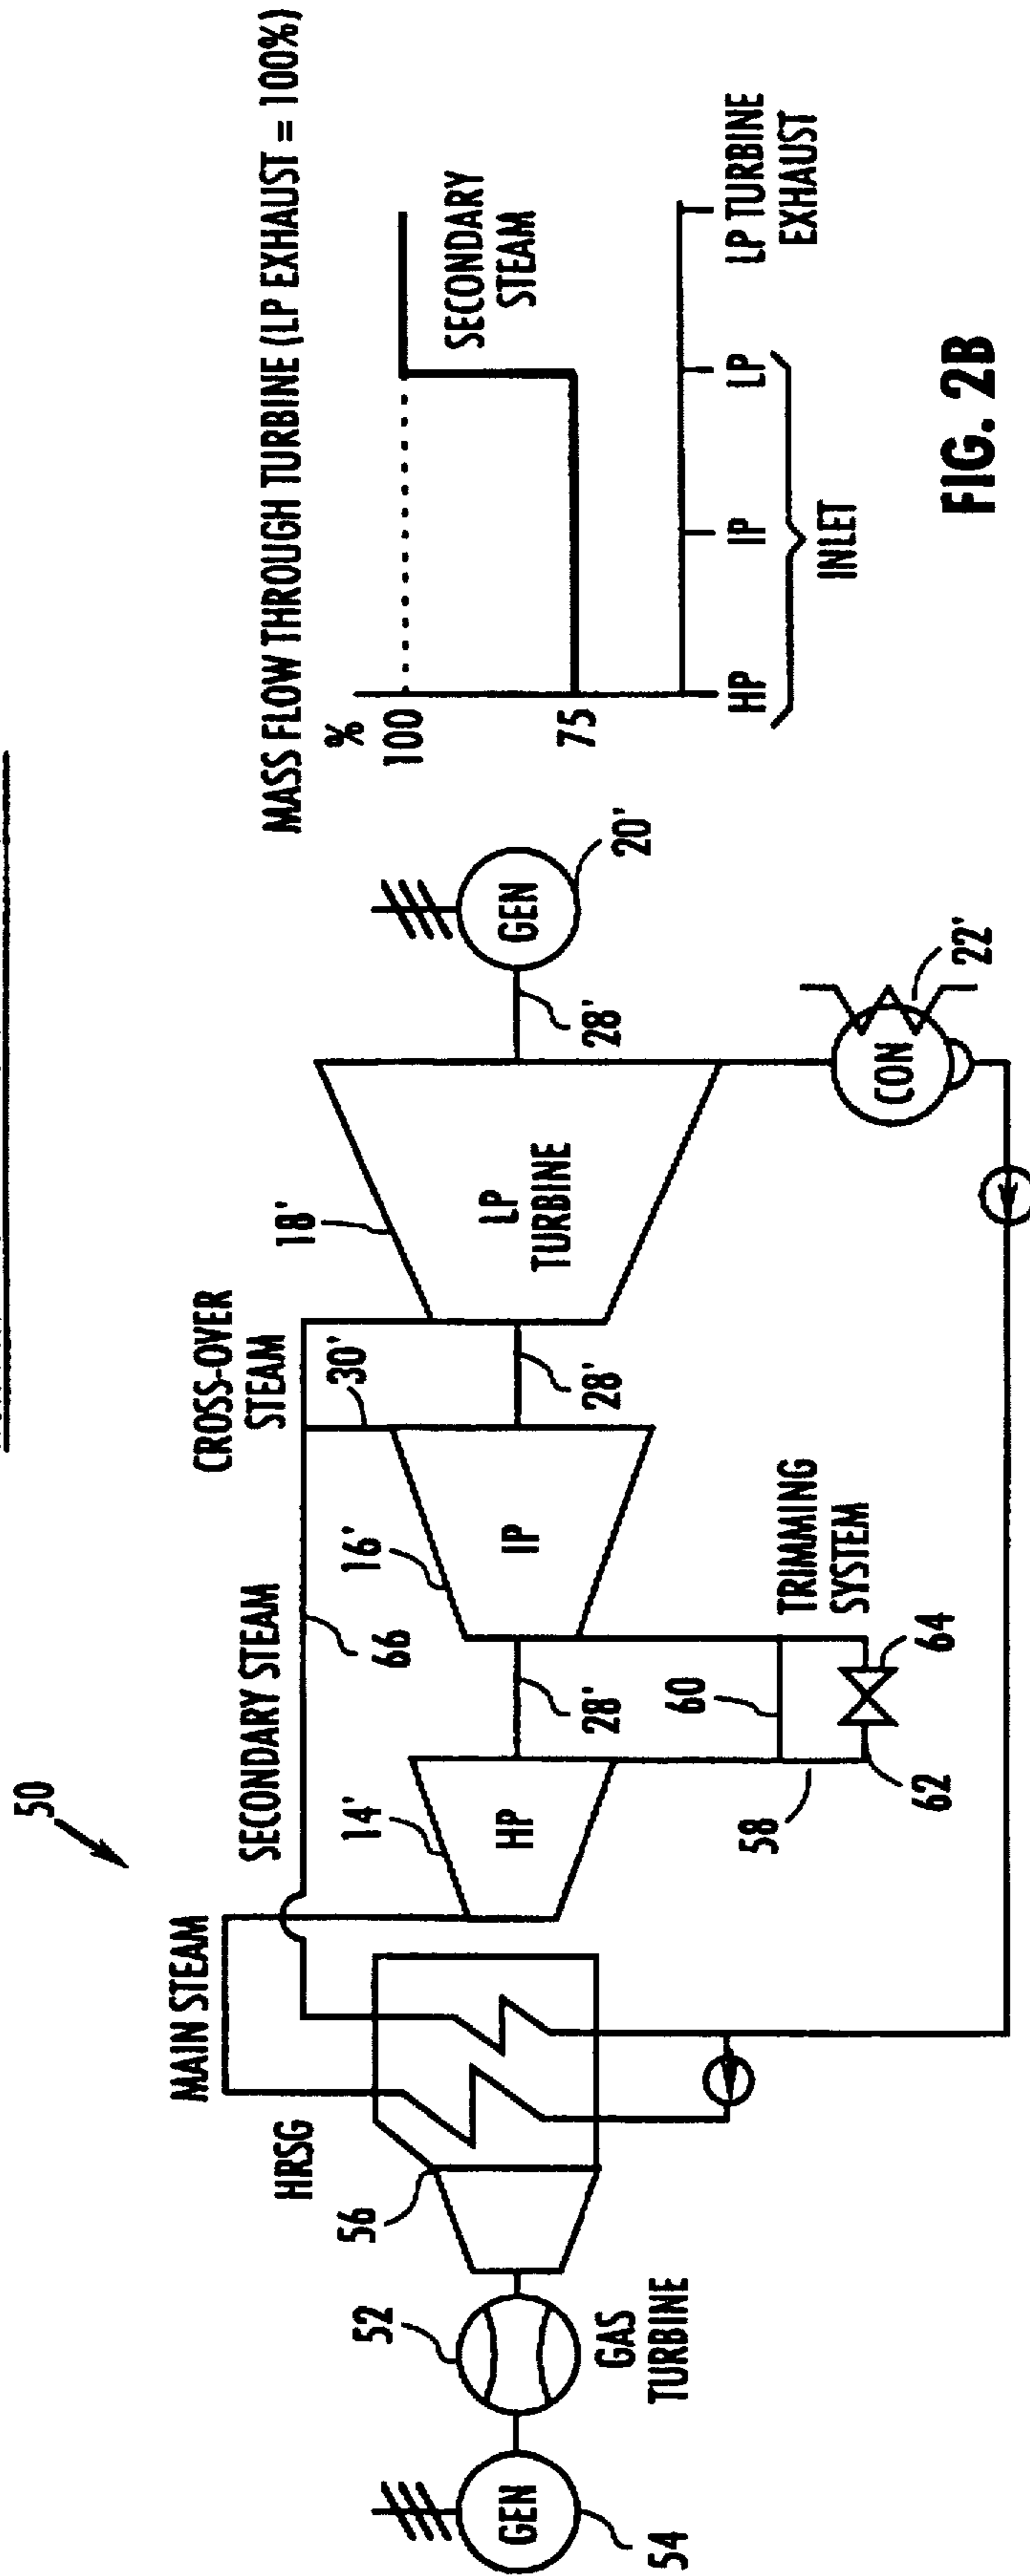 50
MAIN STEAM
SECONDARY STEAM
CROSS-OVER
STEAM
HRSG
56
52
GAS
TURBINE
GEN
54
14'
HP
66
16'
IP
30'
18'
LP
TURBINE
28'
28'
28'
GEN
20'
CON
22'
58
60
62
64
TRIMMING
SYSTEM
MASS FLOW THROUGH TURBINE (LP EXHAUST = 100%)
%
100
75
SECONDARY
STEAM
HP
IP
LP
LP TURBINE
EXHAUST
INLET
FIG. 2B